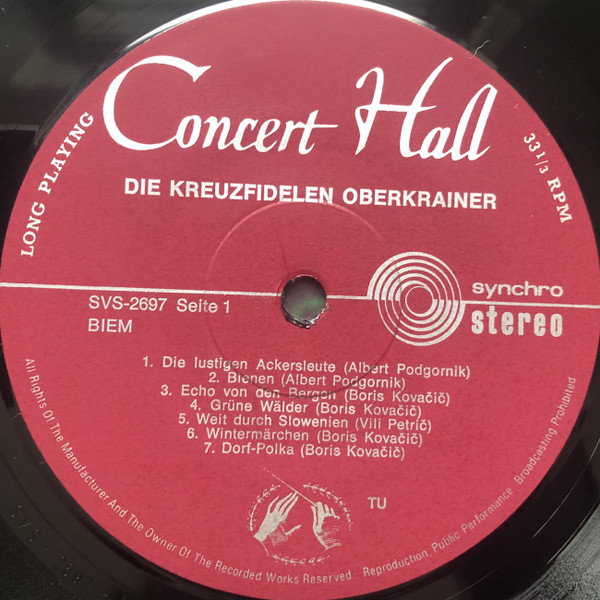 Concert Hall
LONG PLAYING
33 1/3 RPM
DIE KREUZFIDELEN OBERKRAINER
synchro
stereo
SVS-2697 Seite 1
BIEM
1. Die lustigen Ackersleute (Albert Podgornik)
2. Bienen (Albert Podgornik)
3. Echo von den Bergen (Boris Kovačič)
4. Grüne Wälder (Boris Kovačič)
5. Weit durch Slowenien (Vili Petrič)
6. Wintermärchen (Boris Kovačič)
7. Dorf-Polka (Boris Kovačič)
TU
All Rights Of The Manufacturer And The Owner Of The Recorded Works Reserved. Reproduction, Public Performance, Broadcasting Prohibited